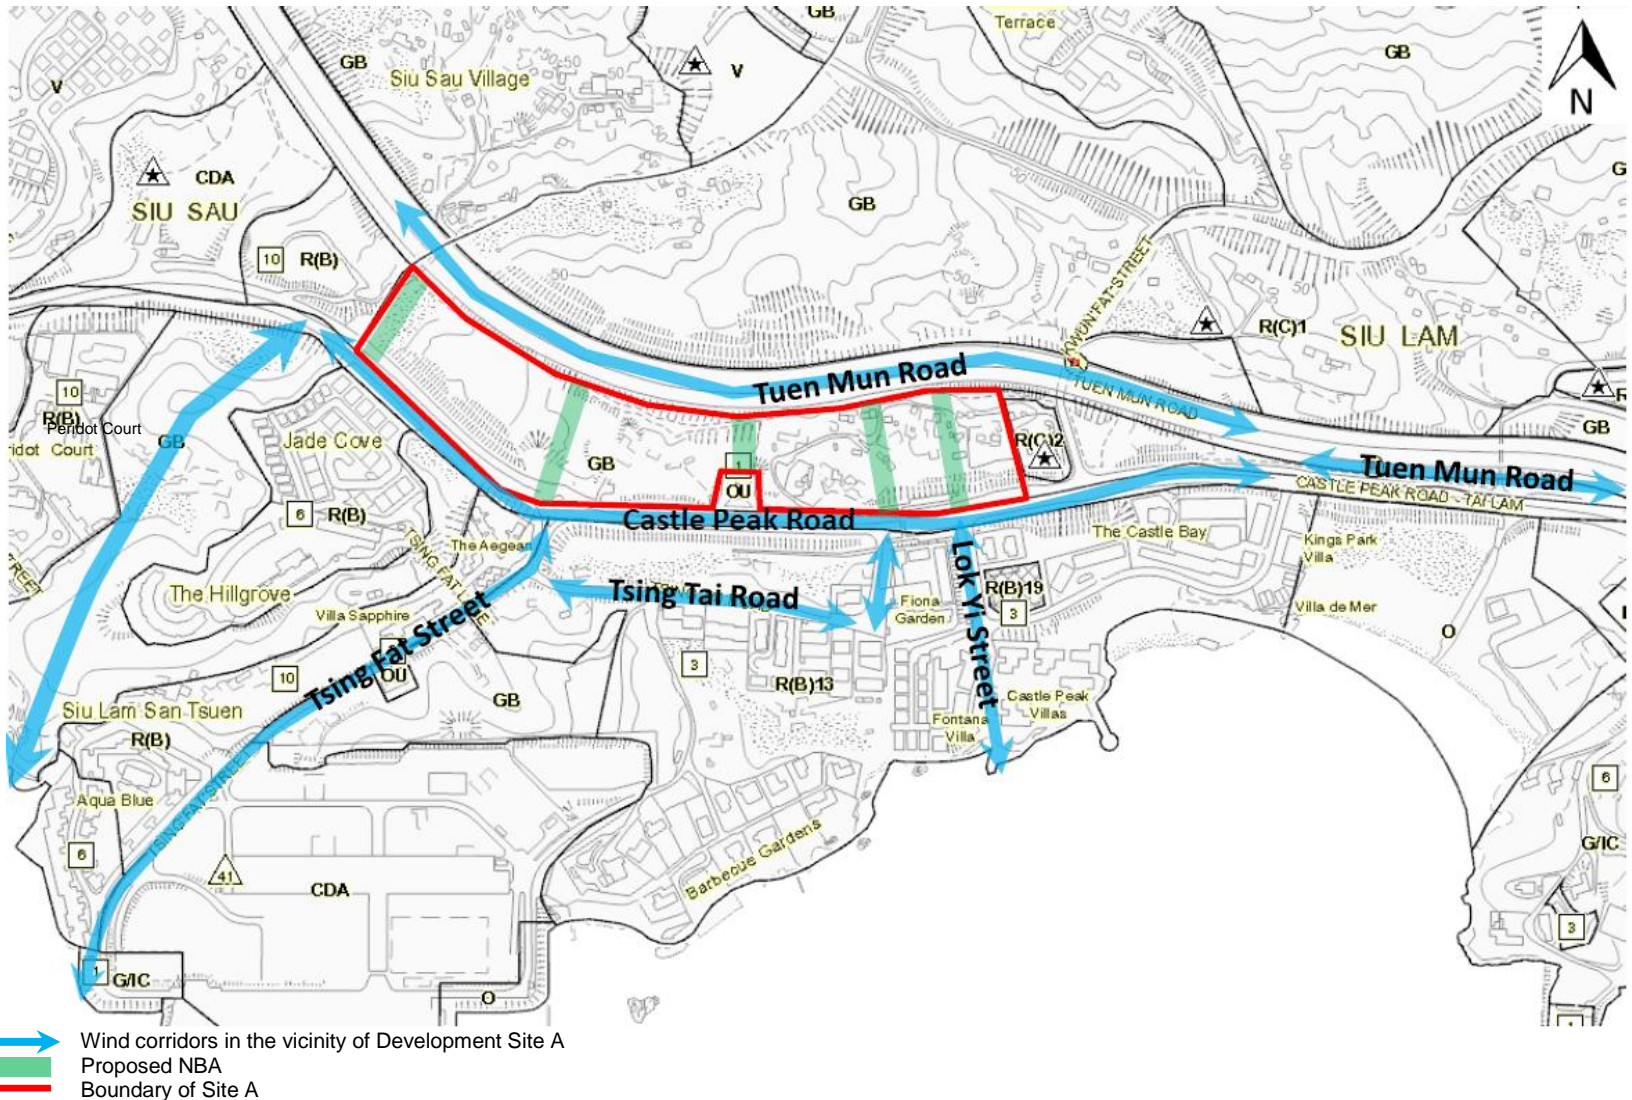 GB
Terrace
GB
Siu Sau Village
V
GB
N
V
CDA
SIU SAU
GB
10
R(B)
KWUN FAT STREET
R(C)1
SIU LAM
Tuen Mun Road
TUEN MUN ROAD
10
R(B)
Peridot Court
ridot Court
GB
Jade Cove
GB
1
OU
R(C)2
GB
Tuen Mun Road
CASTLE PEAK ROAD - TAI LAM
6
R(B)
Castle Peak Road
The Aegean
The Castle Bay
Kings Park
Villa
STREET
The Hillgrove
Villa Sapphire
Tsing Tai Road
Fiona
Garden
Lok Yi Street
R(B)19
3
Villa de Mer
O
Tsing Fat Street
OU
10
3
R(B)13
GB
Siu Lam San Tsuen
R(B)
Castle Peak
Villas
Fontana
Villa
TSING FAT STREET
Aqua Blue
6
6
Barbecue Gardens
G/IC
41
CDA
3
1
G/IC
O
1
Wind corridors in the vicinity of Development Site A
Proposed NBA
Boundary of Site A